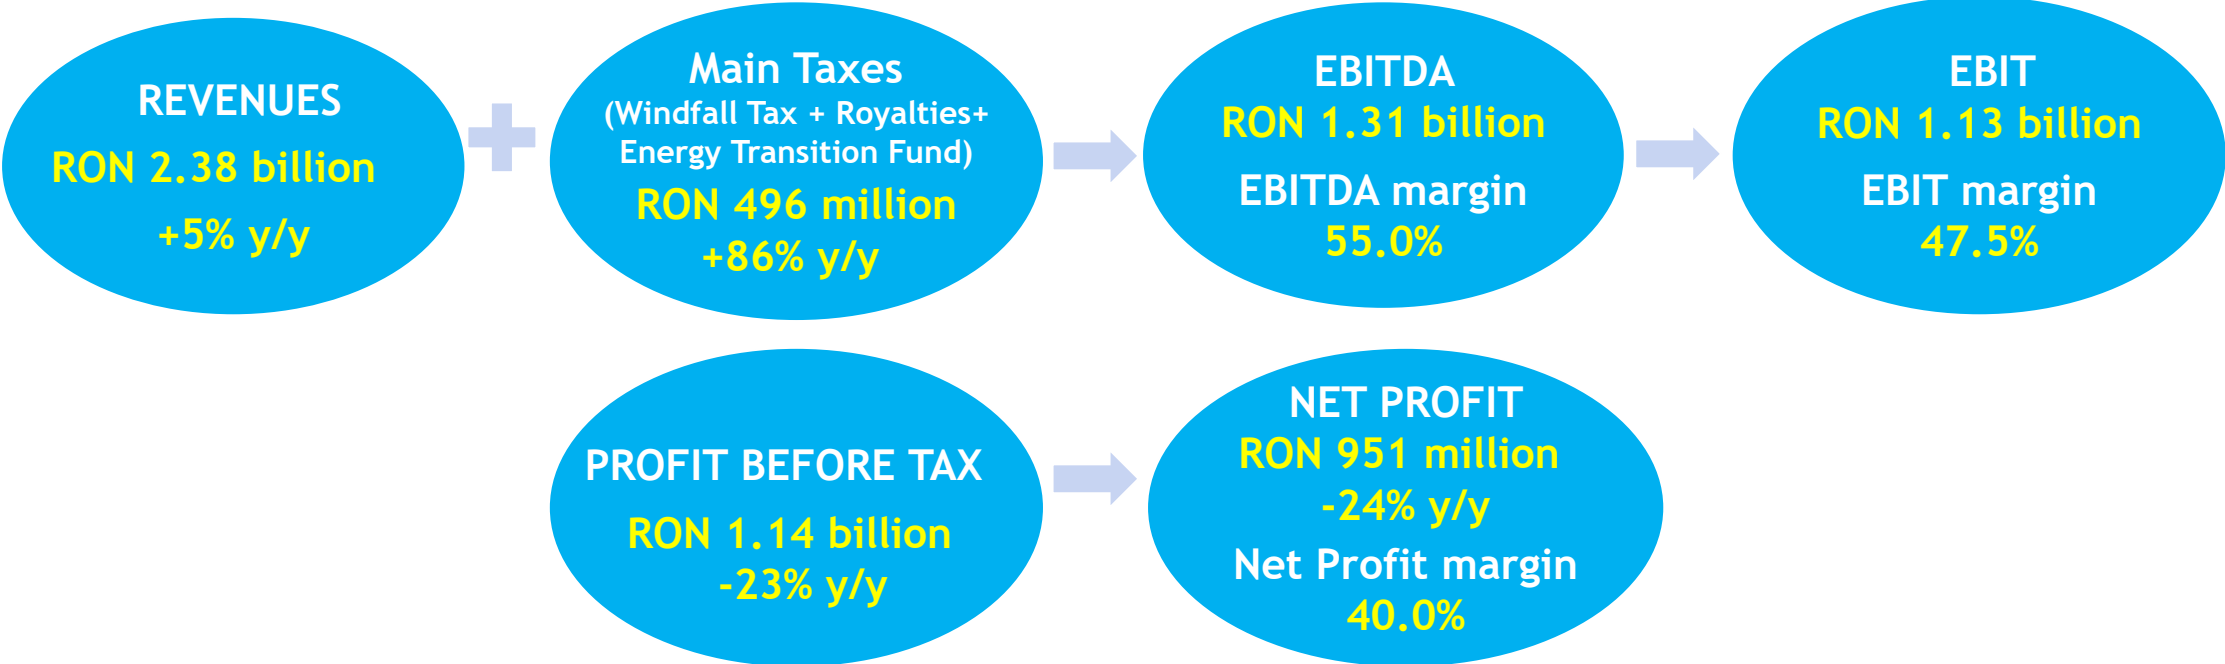 REVENUES
RON 2.38 billion
+5% y/y
Main Taxes
(Windfall Tax + Royalties+
Energy Transition Fund)
RON 496 million
+86% y/y
EBITDA
RON 1.31 billion
EBITDA margin
55.0%
EBIT
RON 1.13 billion
EBIT margin
47.5%
PROFIT BEFORE TAX
RON 1.14 billion
-23% y/y
NET PROFIT
RON 951 million
-24% y/y
Net Profit margin
40.0%